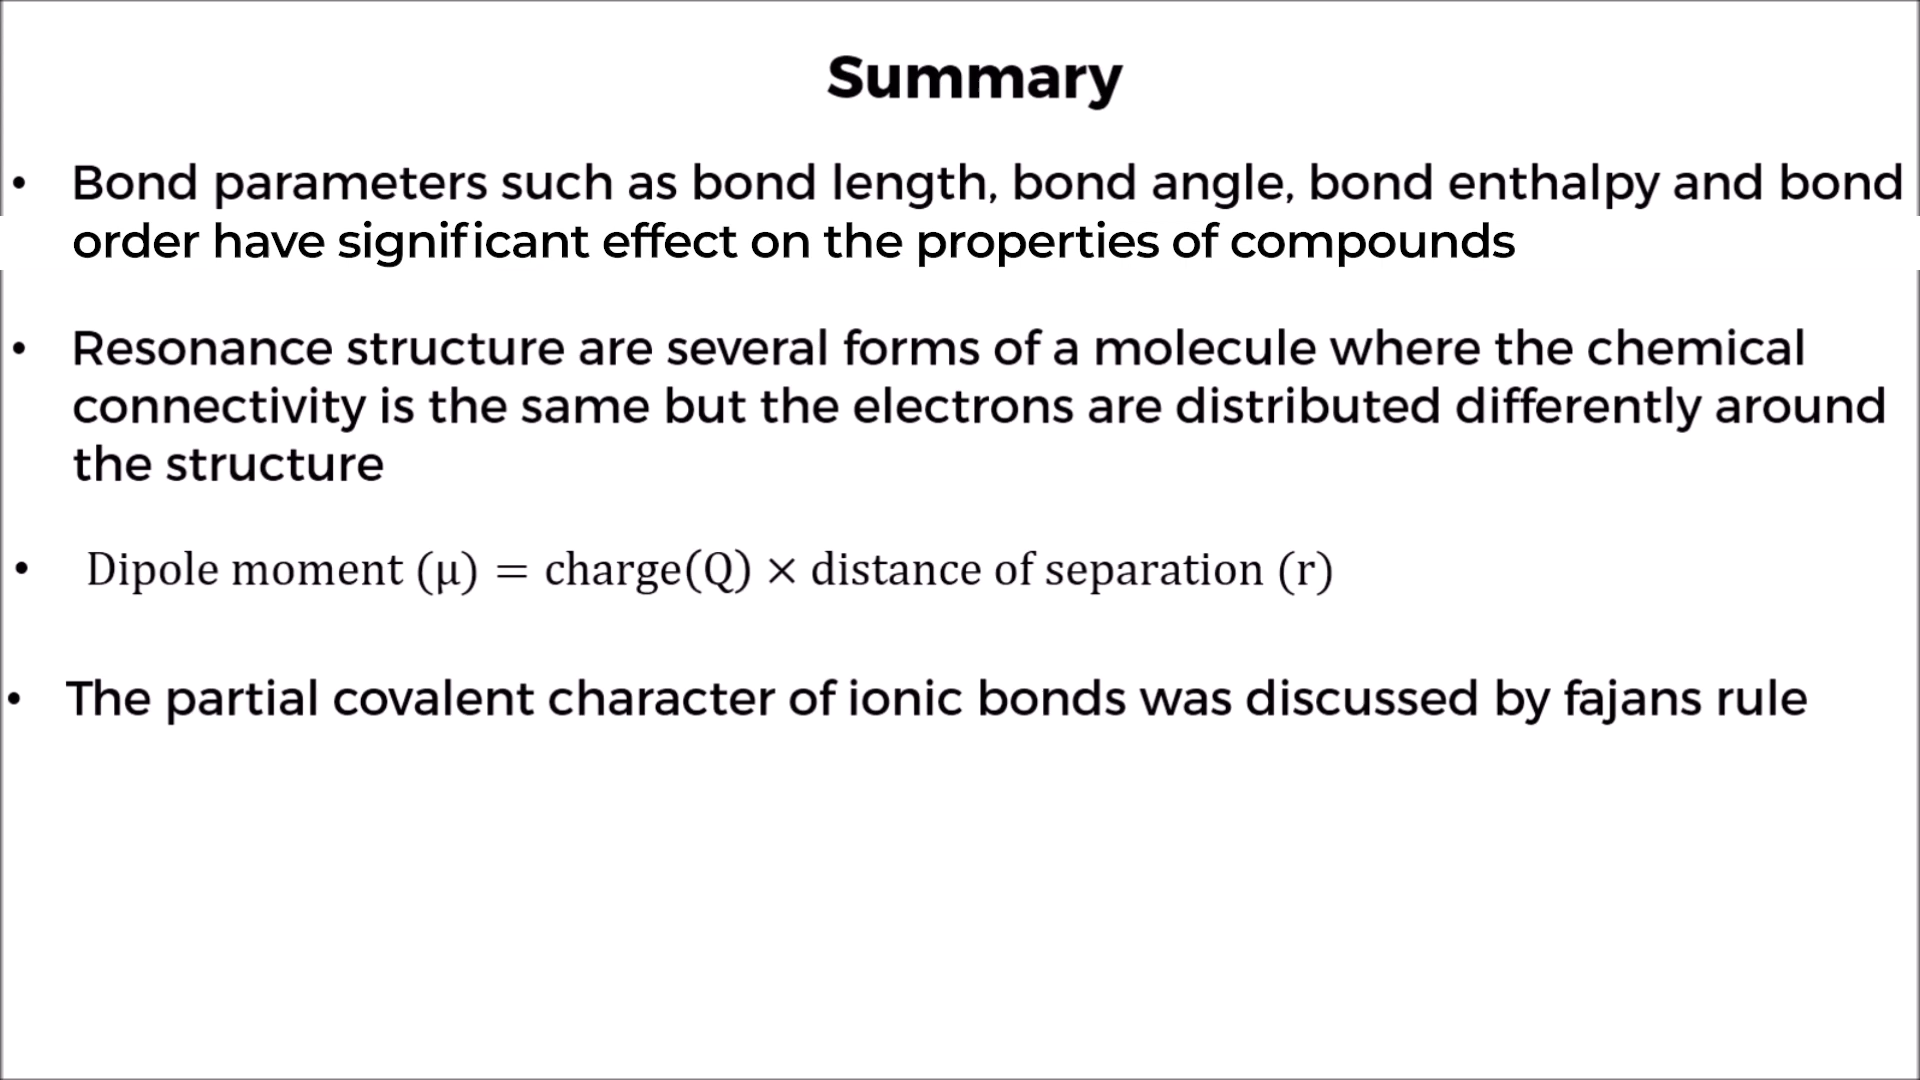 Summary
• Bond parameters such as bond length, bond angle, bond enthalpy and bond
order have significant effect on the properties of compounds
• Resonance structure are several forms of a molecule where the chemical
connectivity is the same but the electrons are distributed differently around
the structure
• Dipole moment (μ) = charge(Q) × distance of separation (r)
• The partial covalent character of ionic bonds was discussed by fajans rule